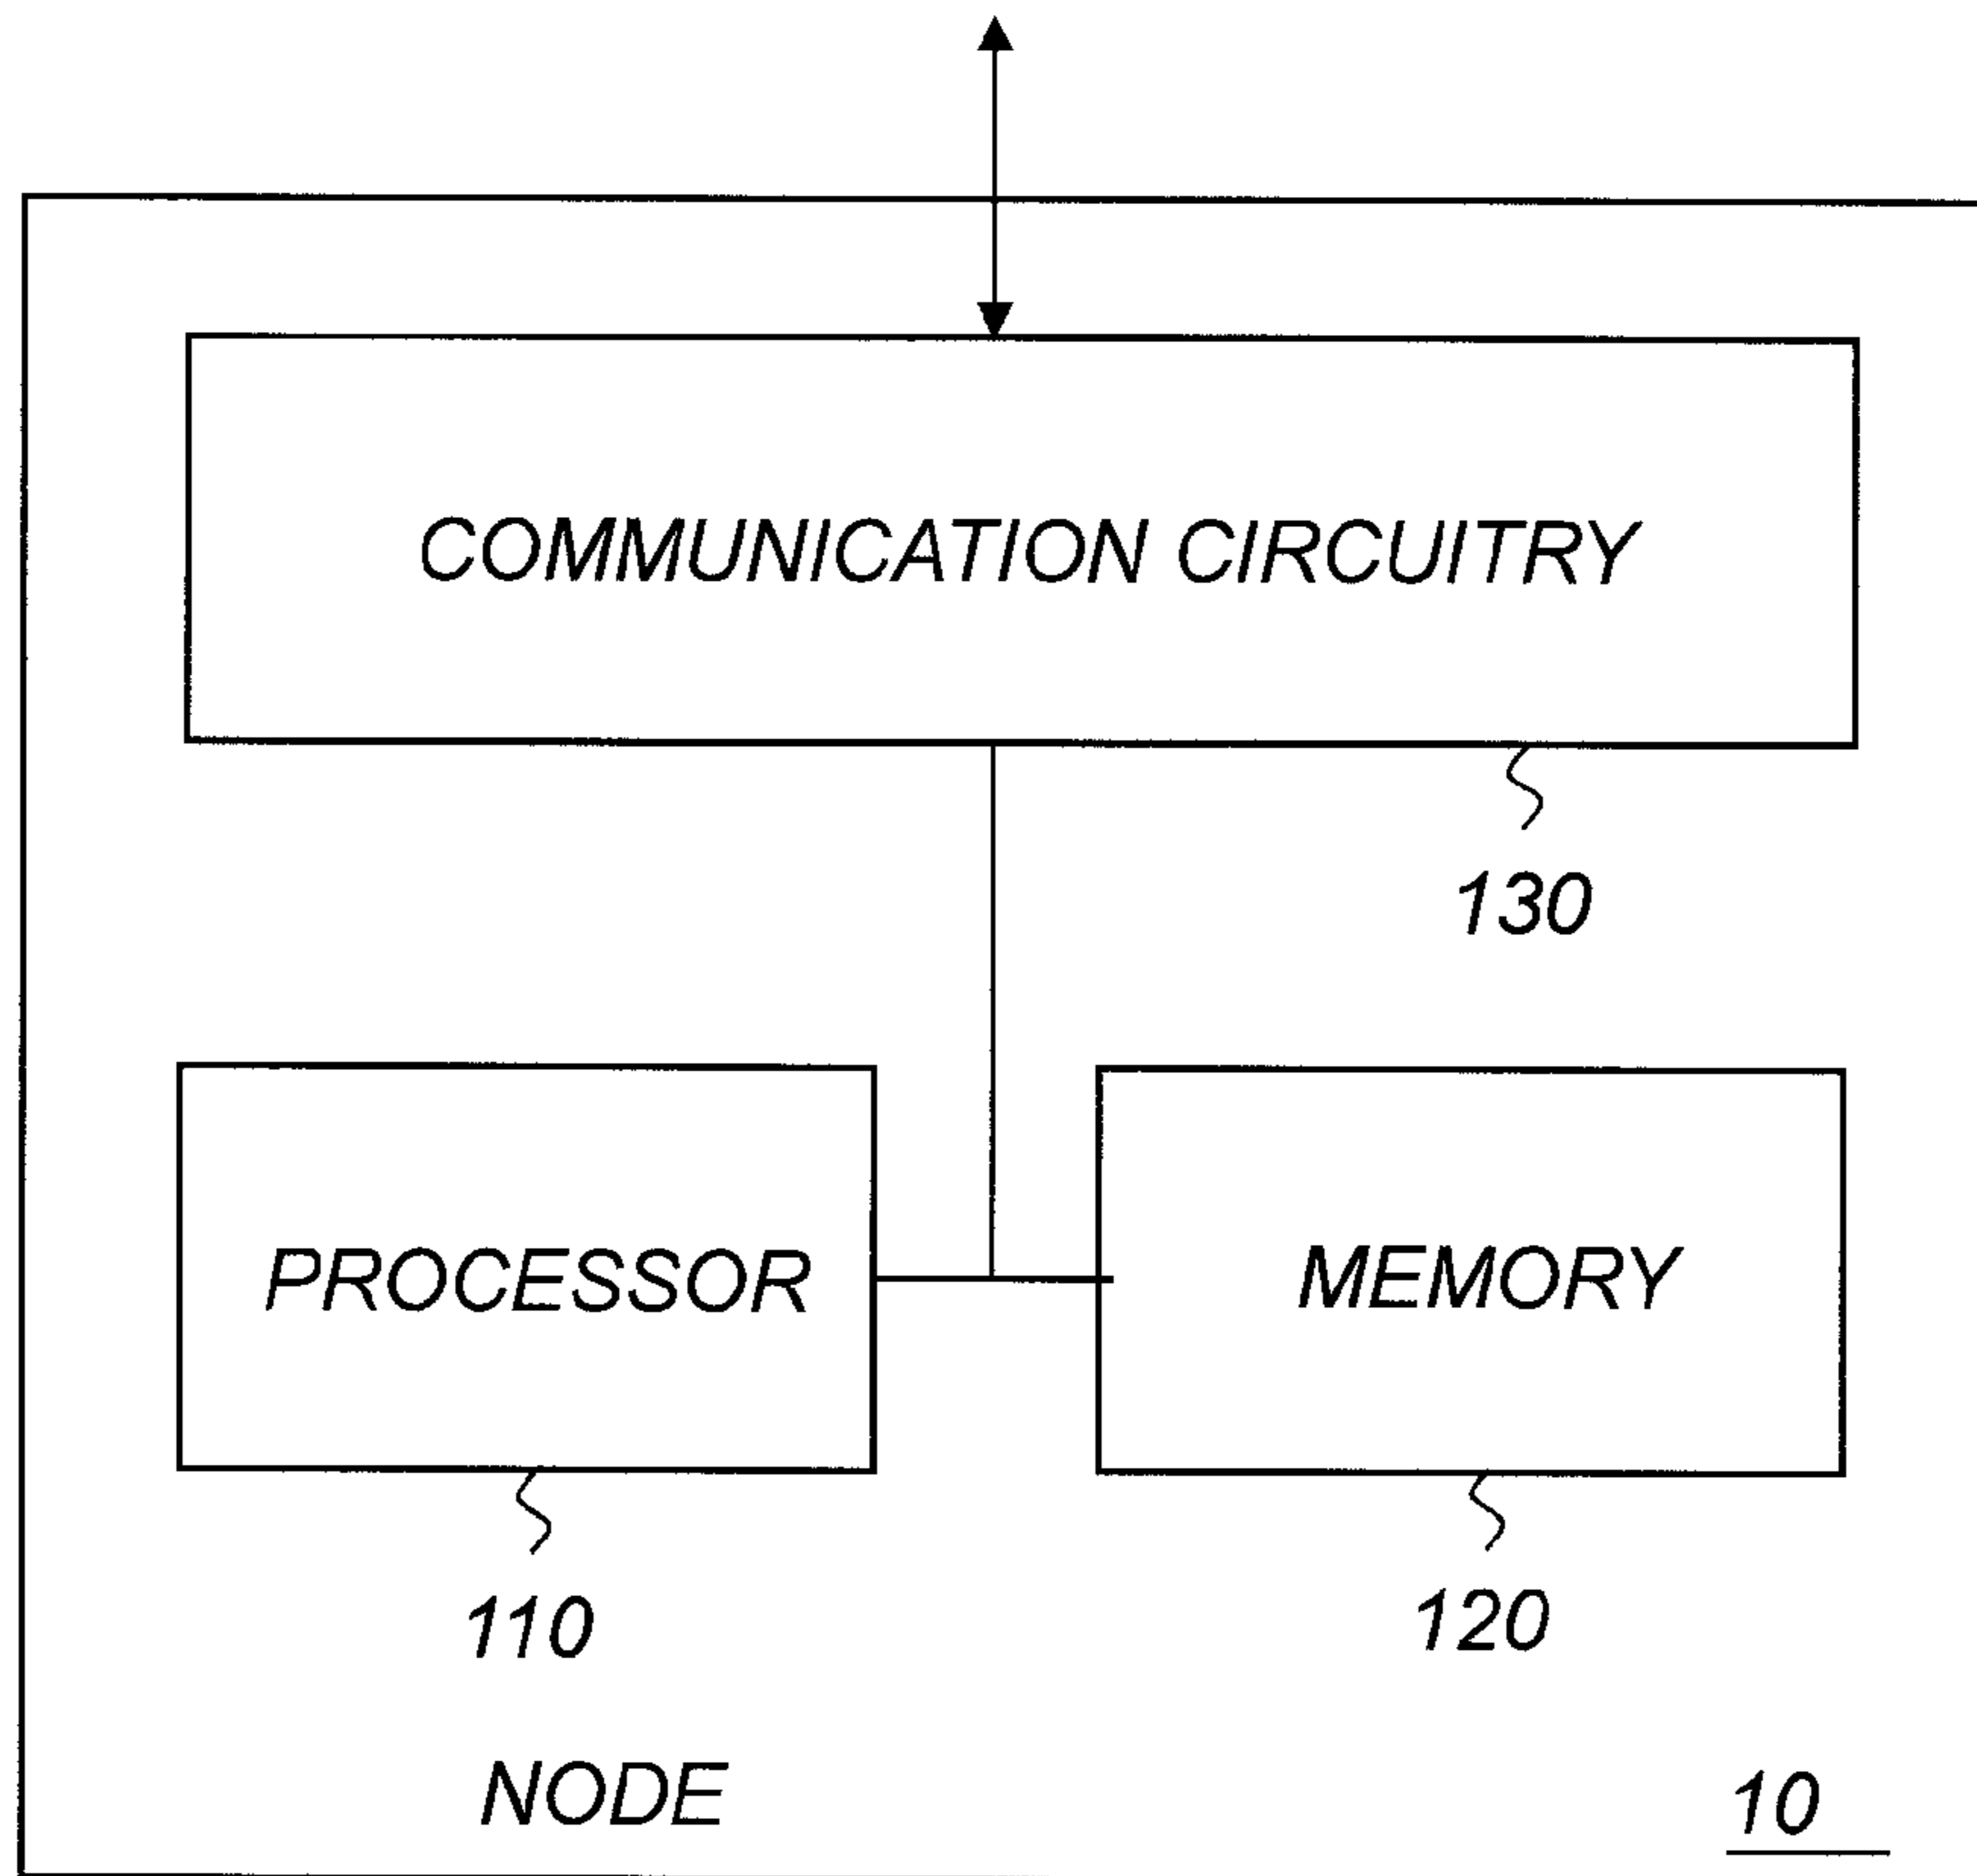 COMMUNICATION CIRCUITRY
130
PROCESSOR
MEMORY
110
120
NODE
10